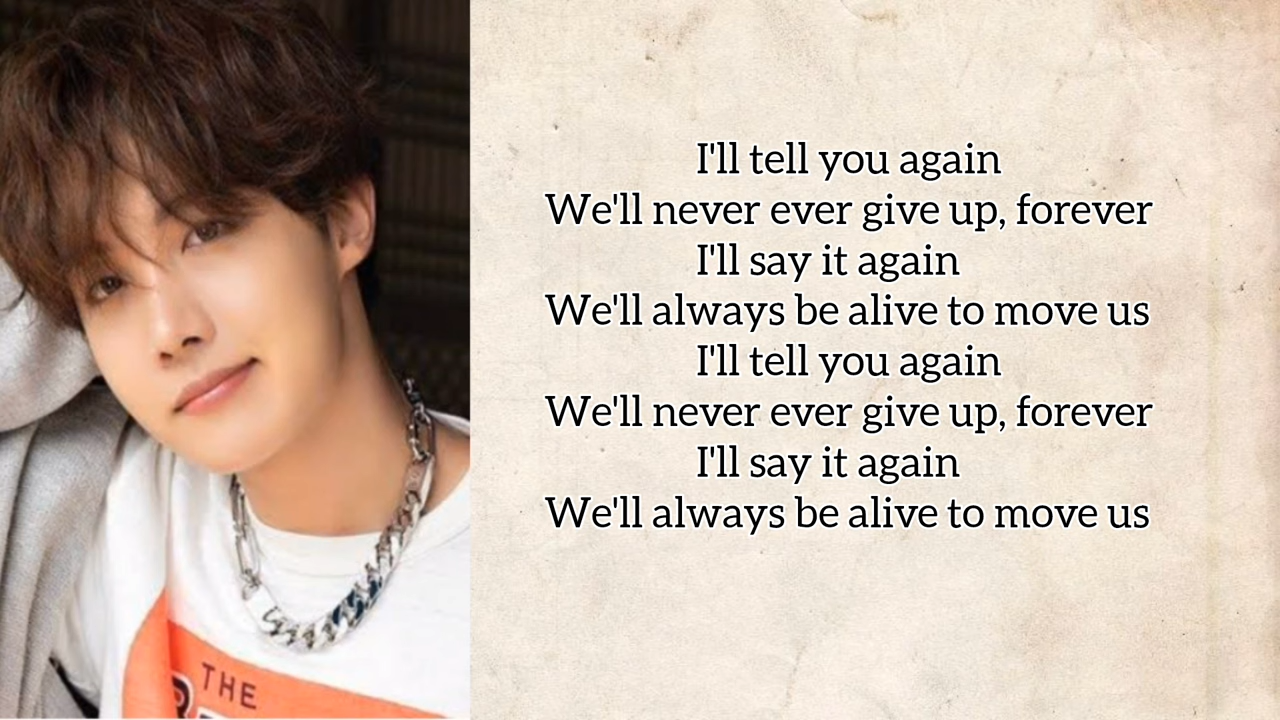 I'll tell you again
We'll never ever give up, forever
I'll say it again
We'll always be alive to move us
I'll tell you again
We'll never ever give up, forever
I'll say it again
We'll always be alive to move us
THE